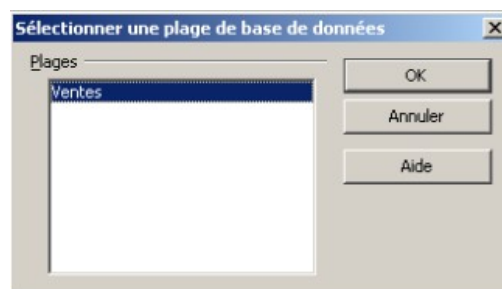 Sélectionner une plage de base de données
Plages
Ventes
OK
Annuler
Aide